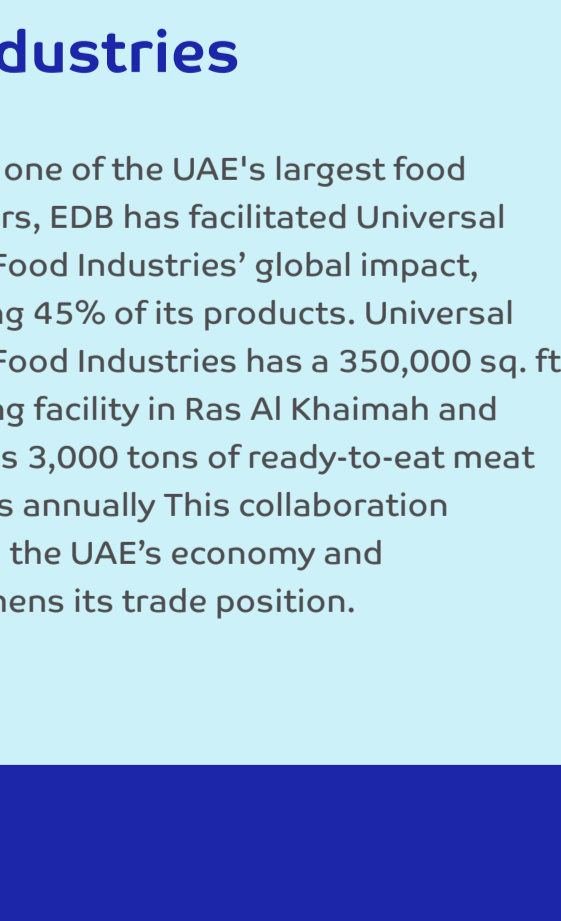 dustries
one of the UAE's largest food
rs, EDB has facilitated Universal
Food Industries’ global impact,
ng 45% of its products. Universal
Food Industries has a 350,000 sq. ft
ng facility in Ras Al Khaimah and
s 3,000 tons of ready-to-eat meat
s annually This collaboration
the UAE’s economy and
hens its trade position.